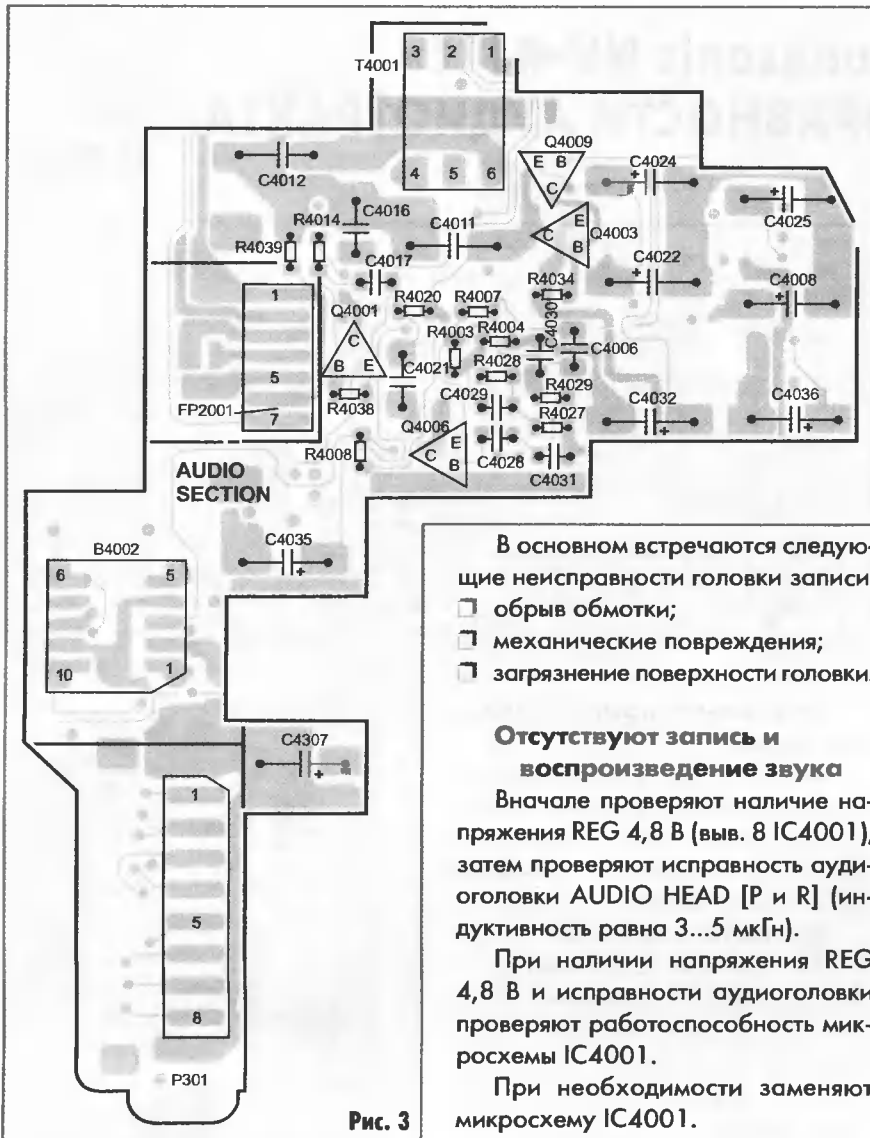 3 2 1
T4001
4 5 6
C4012
Q4009
E B
C
C4024
C4025
C4016
R4014
R4039
C4011
E
C
B
Q4003
C4017
C4022
C4008
R4034
R4020
R4007
1
Q4001
C
B E
R4003
R4004
C4030
C4021
R4028
C4006
5
FP2001
7
R4038
C4029
R4029
C4032
C4036
R4027
Q4006
E
C
B
C4028
C4031
R4008
AUDIO
SECTION
C4035
B4002
6 5
10 1
C4307
1
5
8
P301
Рис. 3
В основном встречаются следую-
щие неисправности головки записи
обрыв обмотки;
механические повреждения;
загрязнение поверхности головки.
Отсутствуют запись и
воспроизведение звука
Вначале проверяют наличие на-
пряжения REG 4,8 В (выв. 8 IC4001),
затем проверяют исправность ауди-
оголовки AUDIO HEAD [P и R] (ин-
дуктивность равна 3...5 мкГн).
При наличии напряжения REG
4,8 В и исправности аудиоголовки
проверяют работоспособность мик-
росхемы IC4001.
При необходимости заменяют
микросхему IC4001.